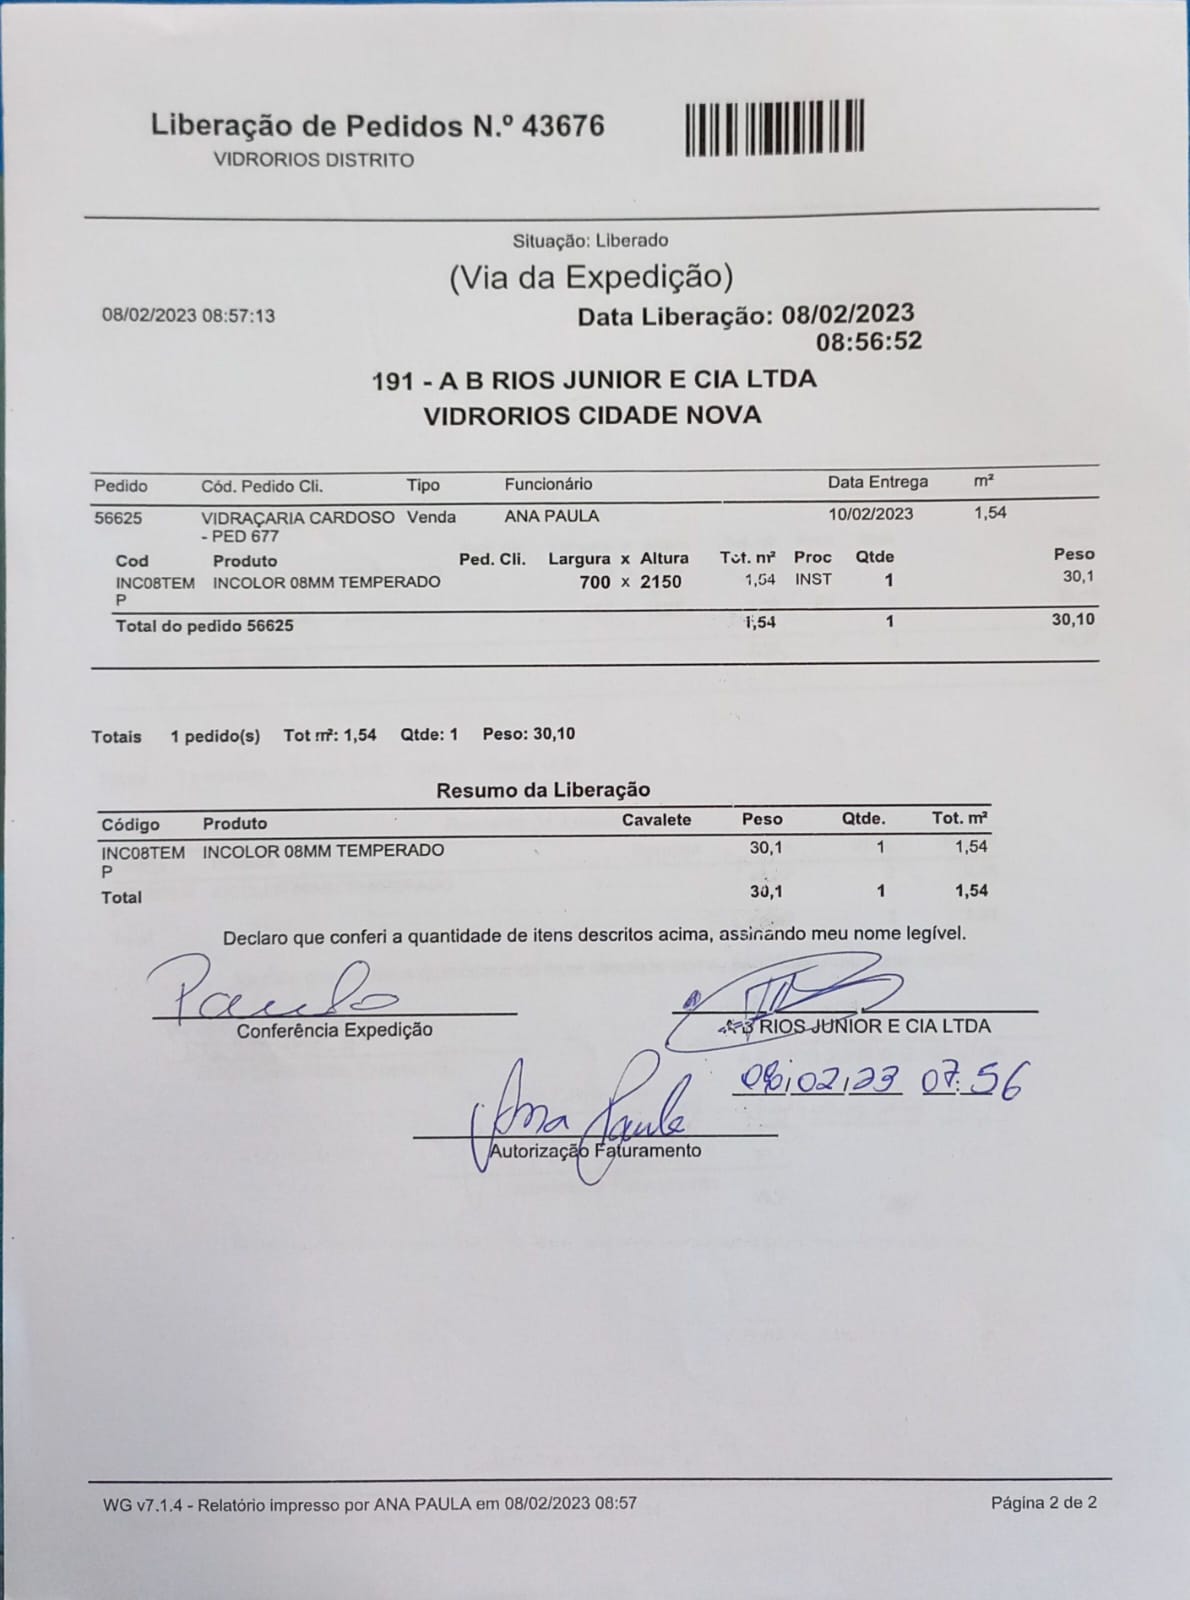 Liberação de Pedidos N.º 43676
VIDRORIOS DISTRITO
Situação: Liberado
(Via da Expedição)
08/02/2023 08:57:13
Data Liberação: 08/02/2023
08:56:52
191 - A B RIOS JUNIOR E CIA LTDA
VIDRORIOS CIDADE NOVA
Pedido Cód. Pedido Cli. Tipo Funcionário Data Entrega m²
56625 VIDRAÇARIA CARDOSO Venda ANA PAULA 10/02/2023 1,54
- PED 677
Cod Produto Ped. Cli. Largura x Altura Tot. m² Proc Qtde Peso
INC08TEM INCOLOR 08MM TEMPERADO 700 x 2150 1,54 INST 1 30,1
P
Total do pedido 56625 1,54 1 30,10
Totais 1 pedido(s) Tot m²: 1,54 Qtde: 1 Peso: 30,10
Resumo da Liberação
Código Produto Cavalete Peso Qtde. Tot. m²
INC08TEM INCOLOR 08MM TEMPERADO 30,1 1 1,54
P
Total 30,1 1 1,54
Declaro que conferi a quantidade de itens descritos acima, assinando meu nome legível.
Paulo
Conferência Expedição
RIOS JUNIOR E CIA LTDA
08,02,23 07:56
Ana Paula
Autorização Faturamento
WG v7.1.4 - Relatório impresso por ANA PAULA em 08/02/2023 08:57
Página 2 de 2